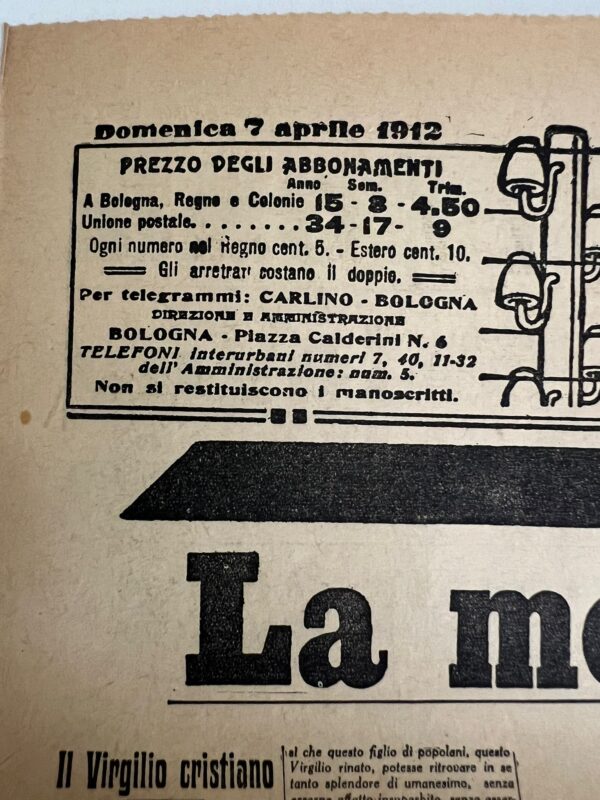 Domenica 7 aprile 1912
PREZZO DEGLI ABBONAMENTI
Anno Sem. Trim.
A Bologna, Regno e Colonie 15 - 8 - 4.50
Unione postale. . . . . . . . 34 - 17 - 9
Ogni numero nel Regno cent. 5. - Estero cent. 10.
Gli arretrati costano il doppio.
Per telegrammi: CARLINO - BOLOGNA
DIREZIONE E AMMINISTRAZIONE
BOLOGNA - Piazza Calderini N. 6
TELEFONI interurbani numeri 7, 40, 11-32
dell'Amministrazione: num. 5.
Non si restituiscono i manoscritti.
La mo
Il Virgilio cristiano
sì che questo figlio di popolani, questo
Virgilio rinato, potesse ritrovare in se
tanto splendore di umanesimo, senza